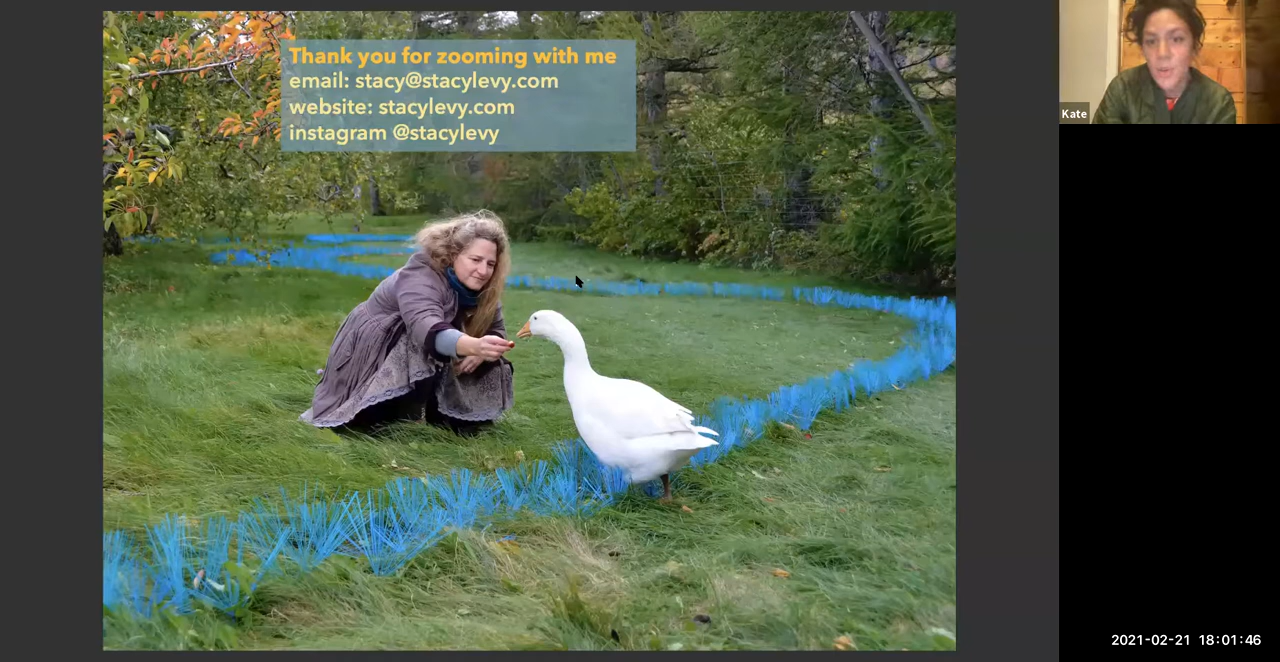 Thank you for zooming with me
email: stacy@stacylevy.com
website: stacylevy.com
instagram @stacylevy
Kate
2021-02-21 18:01:46